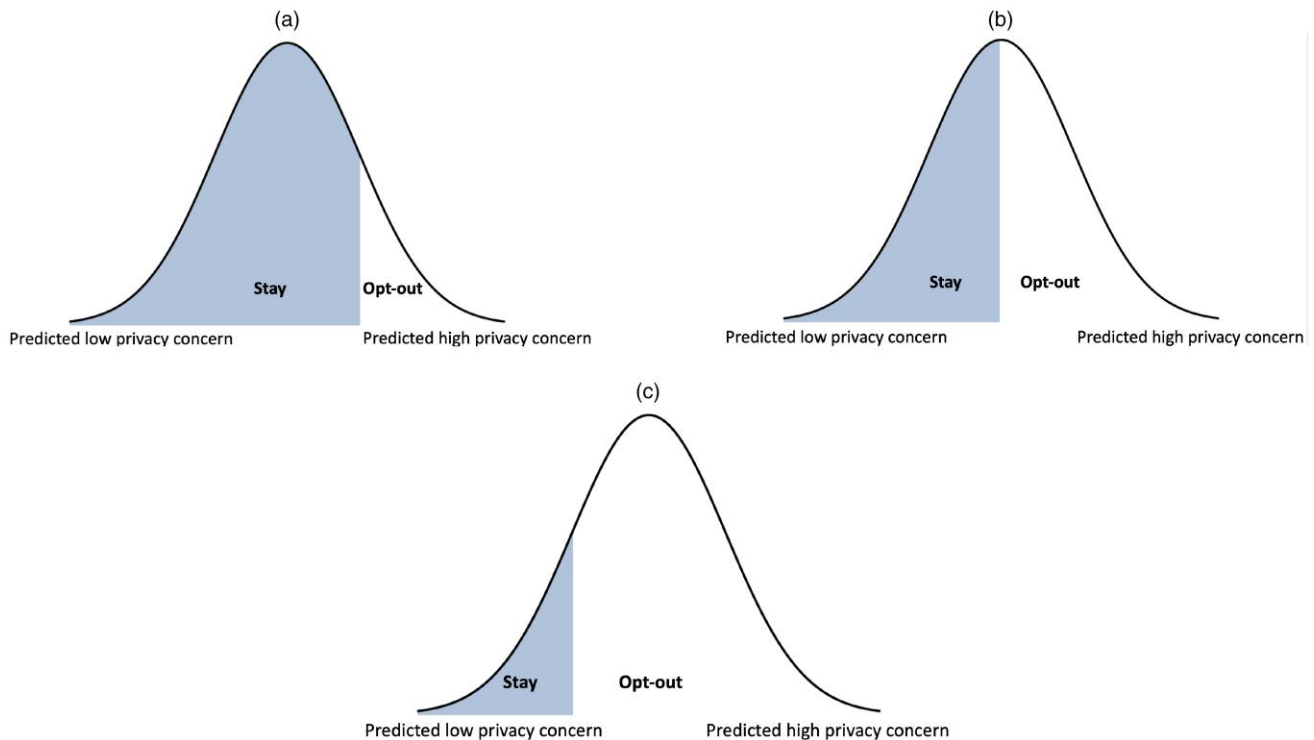 (a)
Stay
Opt-out
Predicted low privacy concern
Predicted high privacy concern
(b)
Stay
Opt-out
Predicted low privacy concern
Predicted high privacy concern
(c)
Stay
Opt-out
Predicted low privacy concern
Predicted high privacy concern